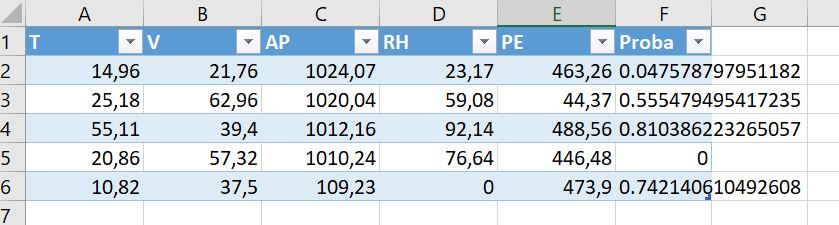 A B C D E F G
1 T V AP RH PE Proba
2 14,96 21,76 1024,07 23,17 463,26 0.047578797951182
3 25,18 62,96 1020,04 59,08 44,37 0.555479495417235
4 55,11 39,4 1012,16 92,14 488,56 0.810386223265057
5 20,86 57,32 1010,24 76,64 446,48 0
6 10,82 37,5 109,23 0 473,9 0.742140610492608
7